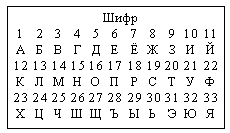 Шифр
1 2 3 4 5 6 7 8 9 10 11
А Б В Г Д Е Ё Ж З И Й
12 13 14 15 16 17 18 19 20 21 22
К Л М Н О П Р С Т У Ф
23 24 25 26 27 28 29 30 31 32 33
Х Ц Ч Ш Щ Ъ Ы Ь Э Ю Я